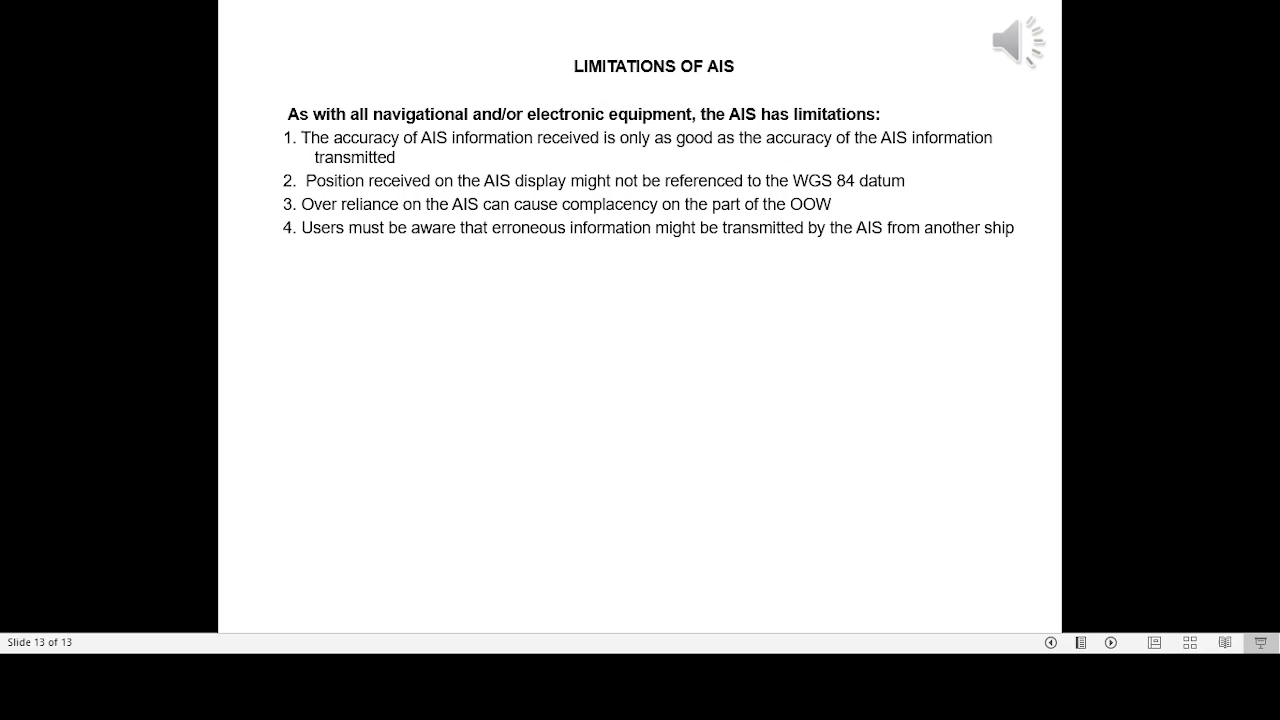 LIMITATIONS OF AIS
As with all navigational and/or electronic equipment, the AIS has limitations:
1. The accuracy of AIS information received is only as good as the accuracy of the AIS information
transmitted
2. Position received on the AIS display might not be referenced to the WGS 84 datum
3. Over reliance on the AIS can cause complacency on the part of the OOW
4. Users must be aware that erroneous information might be transmitted by the AIS from another ship
Slide 13 of 13